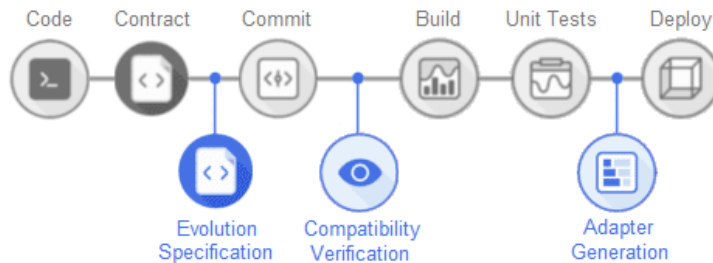 Code
Contract
Commit
Build
Unit Tests
Deploy
Evolution
Specification
Compatibility
Verification
Adapter
Generation